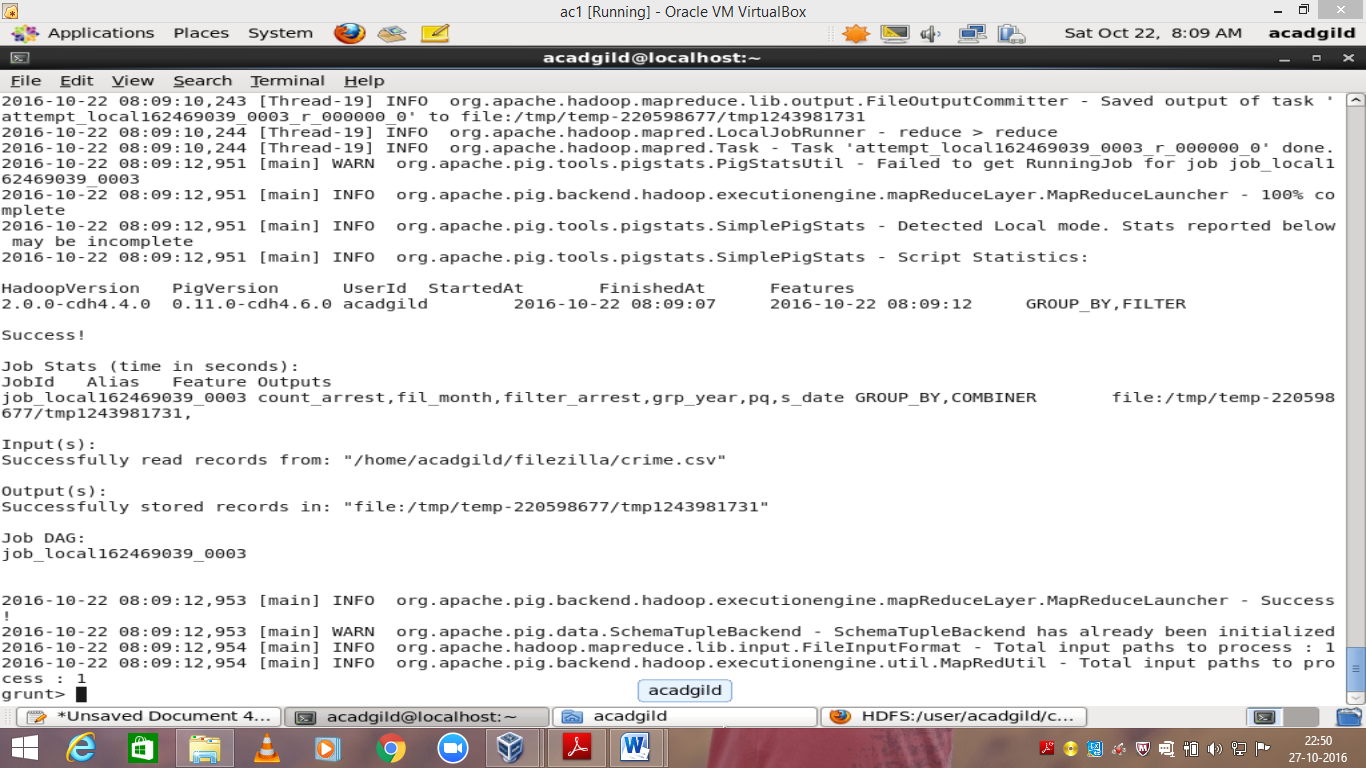 ac1 [Running] - Oracle VM VirtualBox
Applications Places System Sat Oct 22, 8:09 AM acadgild
acadgild@localhost:~
File Edit View Search Terminal Help
2016-10-22 08:09:10,243 [Thread-19] INFO  org.apache.hadoop.mapreduce.lib.output.FileOutputCommitter - Saved output of task '
attempt_local162469039_0003_r_000000_0' to file:/tmp/temp-220598677/tmp1243981731
2016-10-22 08:09:10,244 [Thread-19] INFO  org.apache.hadoop.mapred.LocalJobRunner - reduce > reduce
2016-10-22 08:09:10,244 [Thread-19] INFO  org.apache.hadoop.mapred.Task - Task 'attempt_local162469039_0003_r_000000_0' done.
2016-10-22 08:09:12,951 [main] WARN  org.apache.pig.tools.pigstats.PigStatsUtil - Failed to get RunningJob for job job_local1
62469039_0003
2016-10-22 08:09:12,951 [main] INFO  org.apache.pig.backend.hadoop.executionengine.mapReduceLayer.MapReduceLauncher - 100% co
mplete
2016-10-22 08:09:12,951 [main] INFO  org.apache.pig.tools.pigstats.SimplePigStats - Detected Local mode. Stats reported below
 may be incomplete
2016-10-22 08:09:12,951 [main] INFO  org.apache.pig.tools.pigstats.SimplePigStats - Script Statistics:
HadoopVersion PigVersion UserId StartedAt FinishedAt Features
2.0.0-cdh4.4.0 0.11.0-cdh4.6.0 acadgild 2016-10-22 08:09:07 2016-10-22 08:09:12 GROUP_BY,FILTER
Success!
Job Stats (time in seconds):
JobId Alias Feature Outputs
job_local162469039_0003 count_arrest,fil_month,filter_arrest,grp_year,pq,s_date GROUP_BY,COMBINER file:/tmp/temp-220598
677/tmp1243981731,
Input(s):
Successfully read records from: "/home/acadgild/filezilla/crime.csv"
Output(s):
Successfully stored records in: "file:/tmp/temp-220598677/tmp1243981731"
Job DAG:
job_local162469039_0003
2016-10-22 08:09:12,953 [main] INFO  org.apache.pig.backend.hadoop.executionengine.mapReduceLayer.MapReduceLauncher - Success
!
2016-10-22 08:09:12,953 [main] WARN  org.apache.pig.data.SchemaTupleBackend - SchemaTupleBackend has already been initialized
2016-10-22 08:09:12,954 [main] INFO  org.apache.hadoop.mapreduce.lib.input.FileInputFormat - Total input paths to process : 1
2016-10-22 08:09:12,954 [main] INFO  org.apache.pig.backend.hadoop.executionengine.util.MapRedUtil - Total input paths to pro
cess : 1
grunt>
acadgild
*Unsaved Document 4... acadgild@localhost:~ acadgild HDFS:/user/acadgild/c...
22:50
27-10-2016